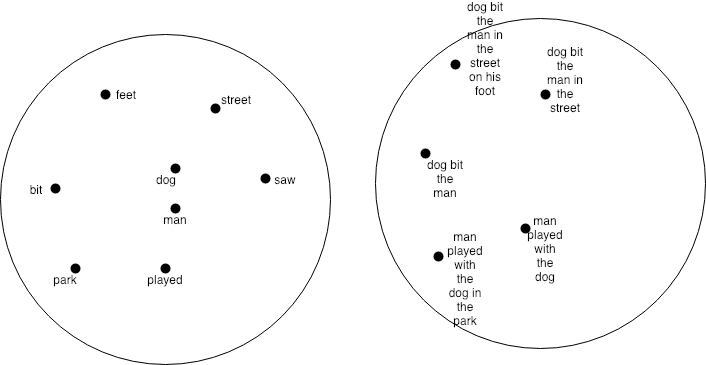 feet
street
dog
saw
bit
man
park
played
dog bit
the
man in
the
street
on his
foot
dog bit
the
man in
the
street
dog bit
the
man
man
played
with
the
dog
man
played
with
the
dog in
the
park